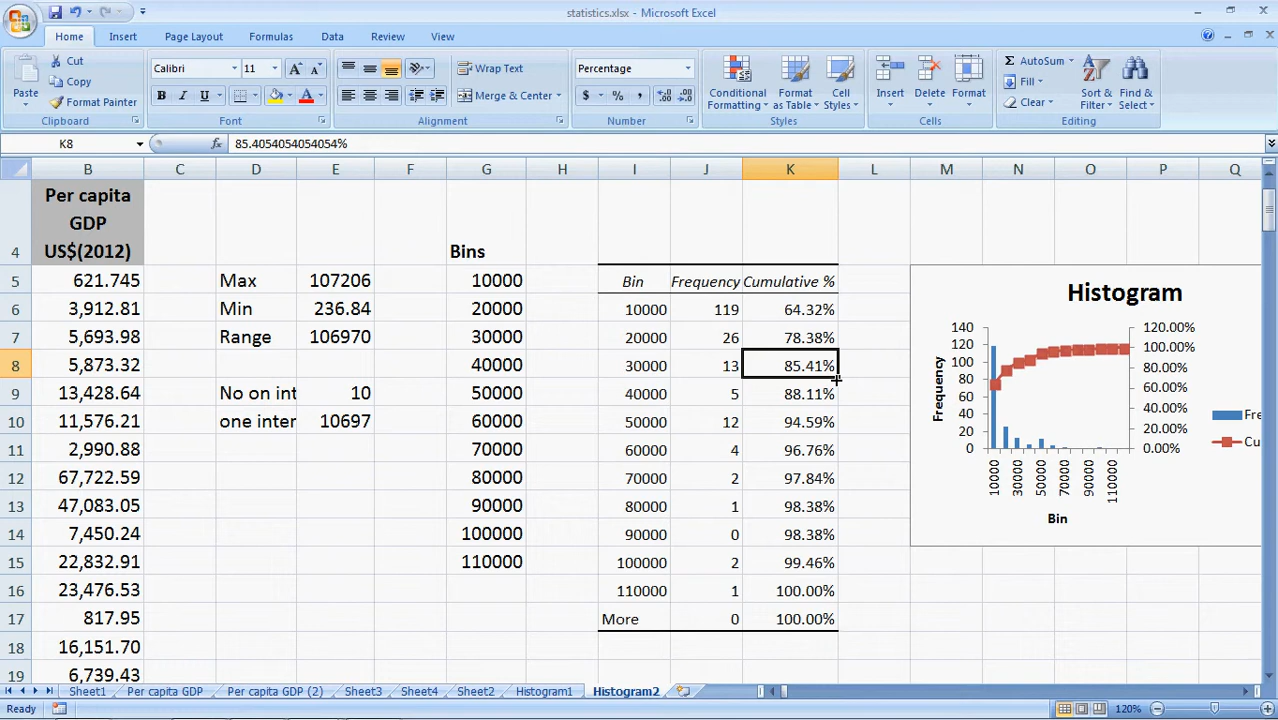 statistics.xlsx - Microsoft Excel
Home Insert Page Layout Formulas Data Review View
Paste
Cut
Copy
Format Painter
Clipboard
Calibri 11
B I U
Font
Wrap Text
Merge & Center
Alignment
Percentage
$ % ,
Number
Conditional Formatting
Format as Table
Cell Styles
Styles
Insert Delete Format
Cells
Σ AutoSum
Fill
Clear
Sort & Filter
Find & Select
Editing
K8 fx 85.4054054054054%
B C D E F G H I J K L M N O P Q
4 Per capita GDP US$(2012) Bins
5 621.745 Max 107206 10000 Bin Frequency Cumulative %
6 3,912.81 Min 236.84 20000 10000 119 64.32%
7 5,693.98 Range 106970 30000 20000 26 78.38%
8 5,873.32 40000 30000 13 85.41%
9 13,428.64 No on int 10 50000 40000 5 88.11%
10 11,576.21 one inter 10697 60000 50000 12 94.59%
11 2,990.88 70000 60000 4 96.76%
12 67,722.59 80000 70000 2 97.84%
13 47,083.05 90000 80000 1 98.38%
14 7,450.24 100000 90000 0 98.38%
15 22,832.91 110000 100000 2 99.46%
16 23,476.53 110000 1 100.00%
17 817.95 More 0 100.00%
18 16,151.70
19 6,739.43
Histogram
Frequency
140 120.00%
120 100.00%
100 80.00%
80 60.00%
60 40.00%
40 20.00%
20 0.00%
0
10000 30000 50000 70000 90000 110000
Bin
Fre
Cu
Sheet1 Per capita GDP Per capita GDP (2) Sheet3 Sheet4 Sheet2 Histogram1 Histogram2
Ready 120%